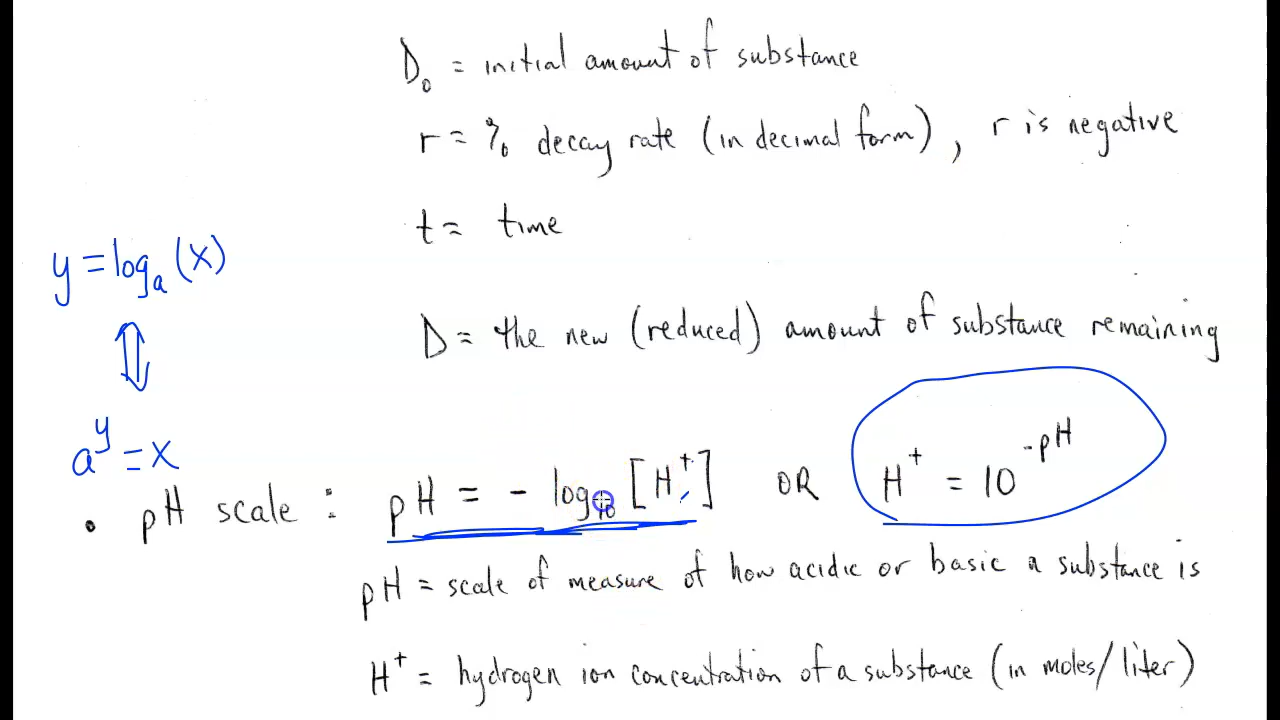 D₀ = initial amount of substance
r = % decay rate (in decimal form), r is negative
t = time
y = logₐ (x)
⇕
D = the new (reduced) amount of substance remaining
a^y = x
• pH scale : pH = - log₁₀ [H⁺] OR H⁺ = 10^-pH
pH = scale of measure of how acidic or basic a substance is
H⁺ = hydrogen ion concentration of a substance (in moles/liter)